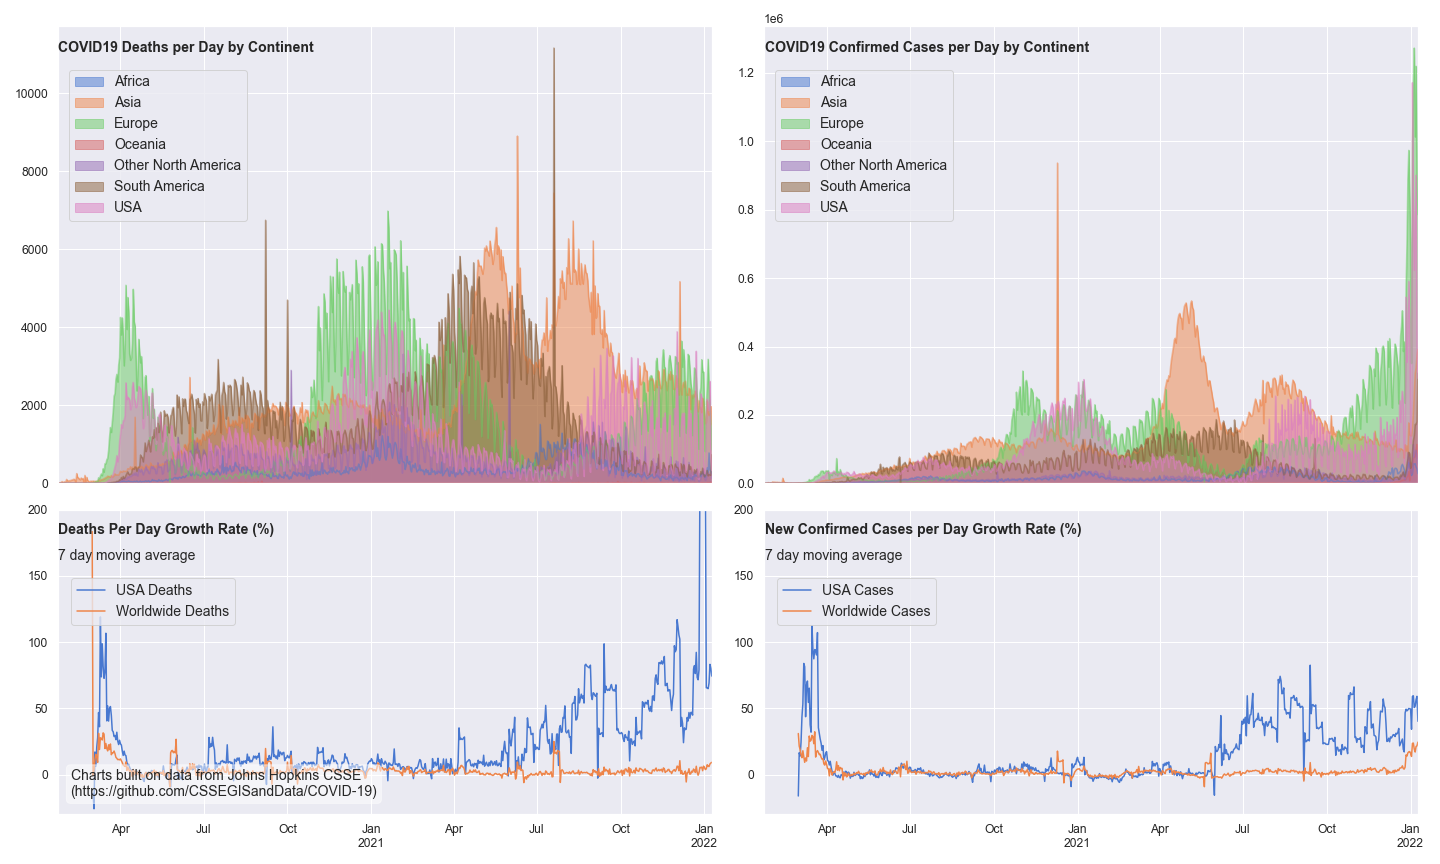 COVID19 Deaths per Day by Continent
Africa
Asia
Europe
Oceania
Other North America
South America
USA
10000
8000
6000
4000
2000
0
1e6
COVID19 Confirmed Cases per Day by Continent
Africa
Asia
Europe
Oceania
Other North America
South America
USA
1.2
1.0
0.8
0.6
0.4
0.2
0.0
Deaths Per Day Growth Rate (%)
7 day moving average
USA Deaths
Worldwide Deaths
200
150
100
50
0
Charts built on data from Johns Hopkins CSSE
(https://github.com/CSSEGISandData/COVID-19)
Apr Jul Oct Jan Apr Jul Oct Jan
2021 2022
New Confirmed Cases per Day Growth Rate (%)
7 day moving average
USA Cases
Worldwide Cases
200
150
100
50
0
Apr Jul Oct Jan Apr Jul Oct Jan
2021 2022